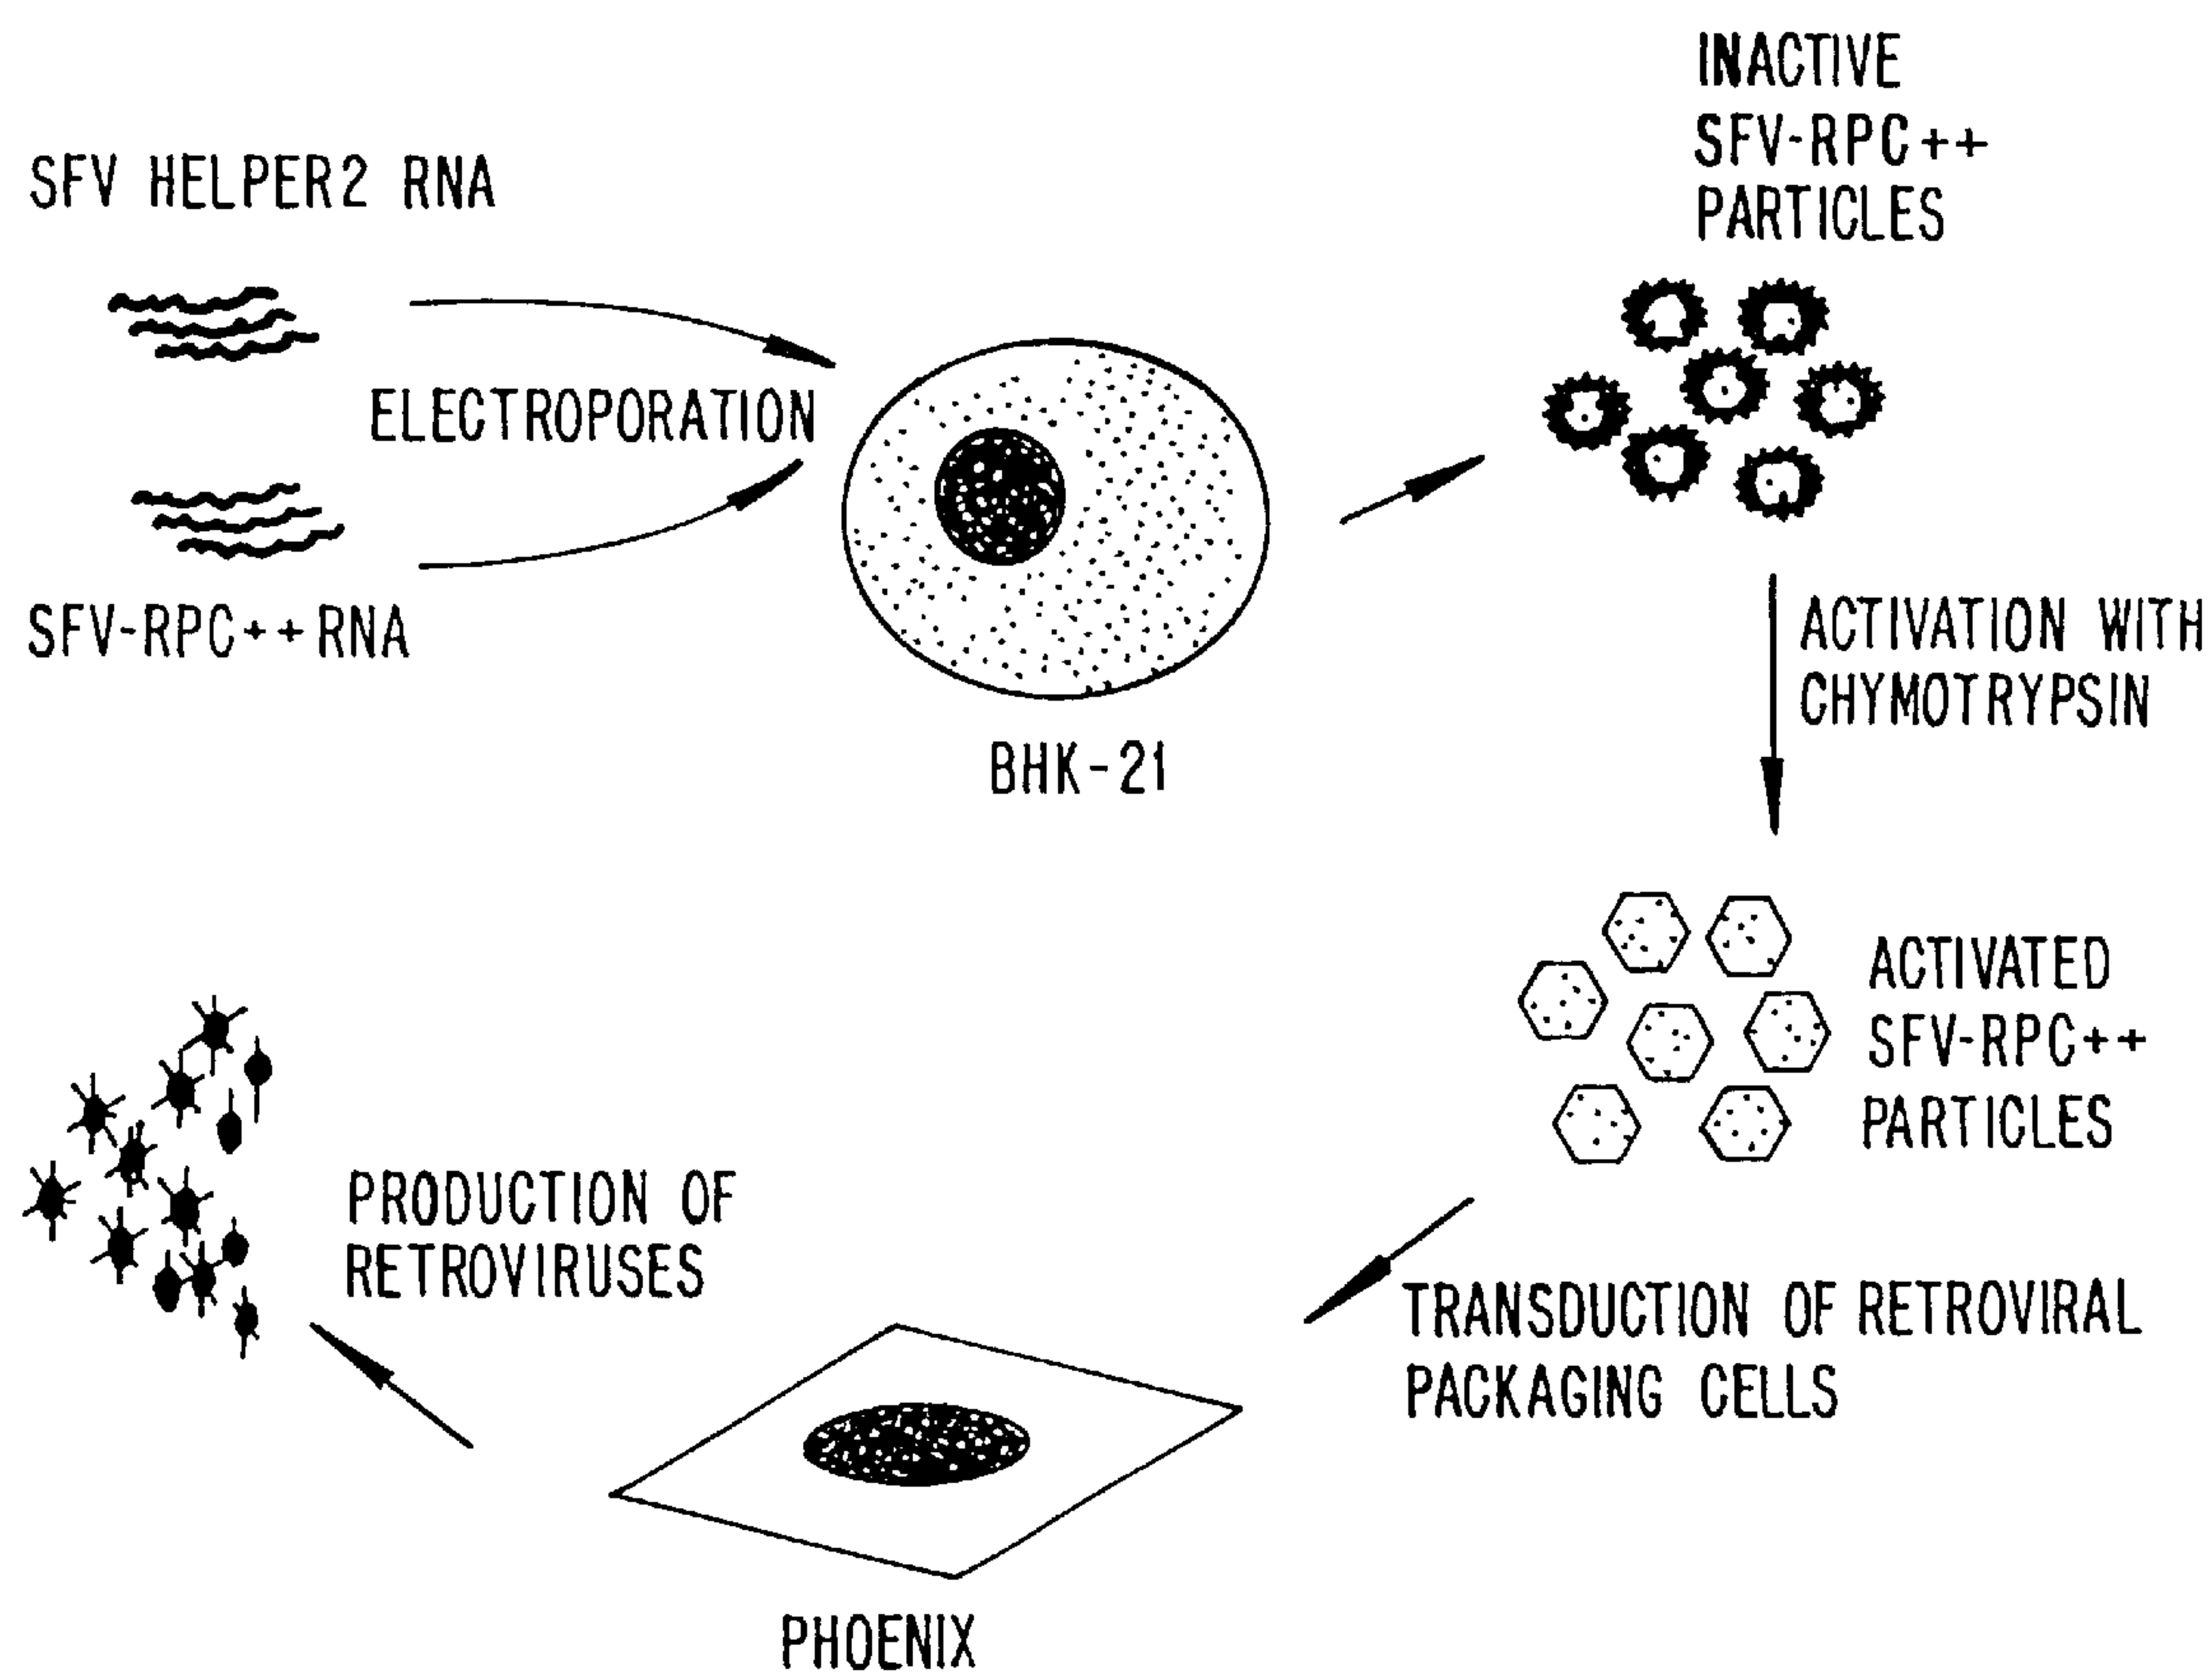 INACTIVE
SFV-RPC++
PARTICLES
SFV HELPER2 RNA
ELECTROPORATION
SFV-RPC++RNA
BHK-21
ACTIVATION WITH
CHYMOTRYPSIN
ACTIVATED
SFV-RPC++
PARTICLES
TRANSDUCTION OF RETROVIRAL
PACKAGING CELLS
PHOENIX
PRODUCTION OF
RETROVIRUSES